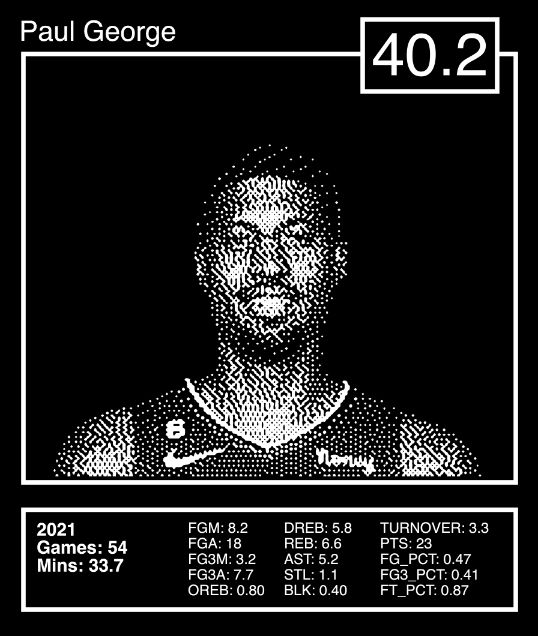 Paul George
40.2
6
2021
Games: 54
Mins: 33.7
FGM: 8.2
FGA: 18
FG3M: 3.2
FG3A: 7.7
OREB: 0.80
DREB: 5.8
REB: 6.6
AST: 5.2
STL: 1.1
BLK: 0.40
TURNOVER: 3.3
PTS: 23
FG_PCT: 0.47
FG3_PCT: 0.41
FT_PCT: 0.87